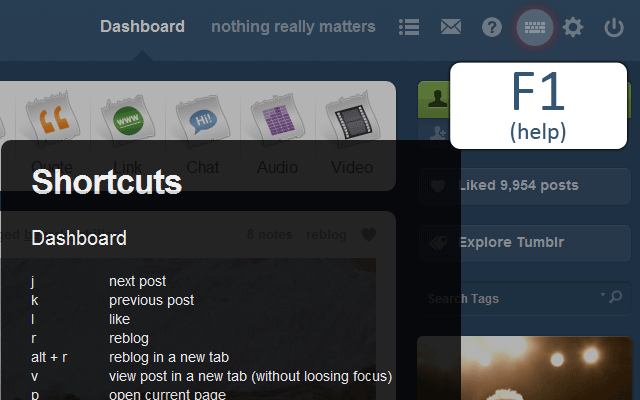 Dashboard nothing really matters
F1
(help)
Quote Link Chat Audio Video
www
Hi!
Shortcuts
Liked 9,954 posts
Dashboard
8 notes reblog
Explore Tumblr
j next post
k previous post
Search Tags
l like
r reblog
alt + r reblog in a new tab
v view post in a new tab (without loosing focus)
p open current page